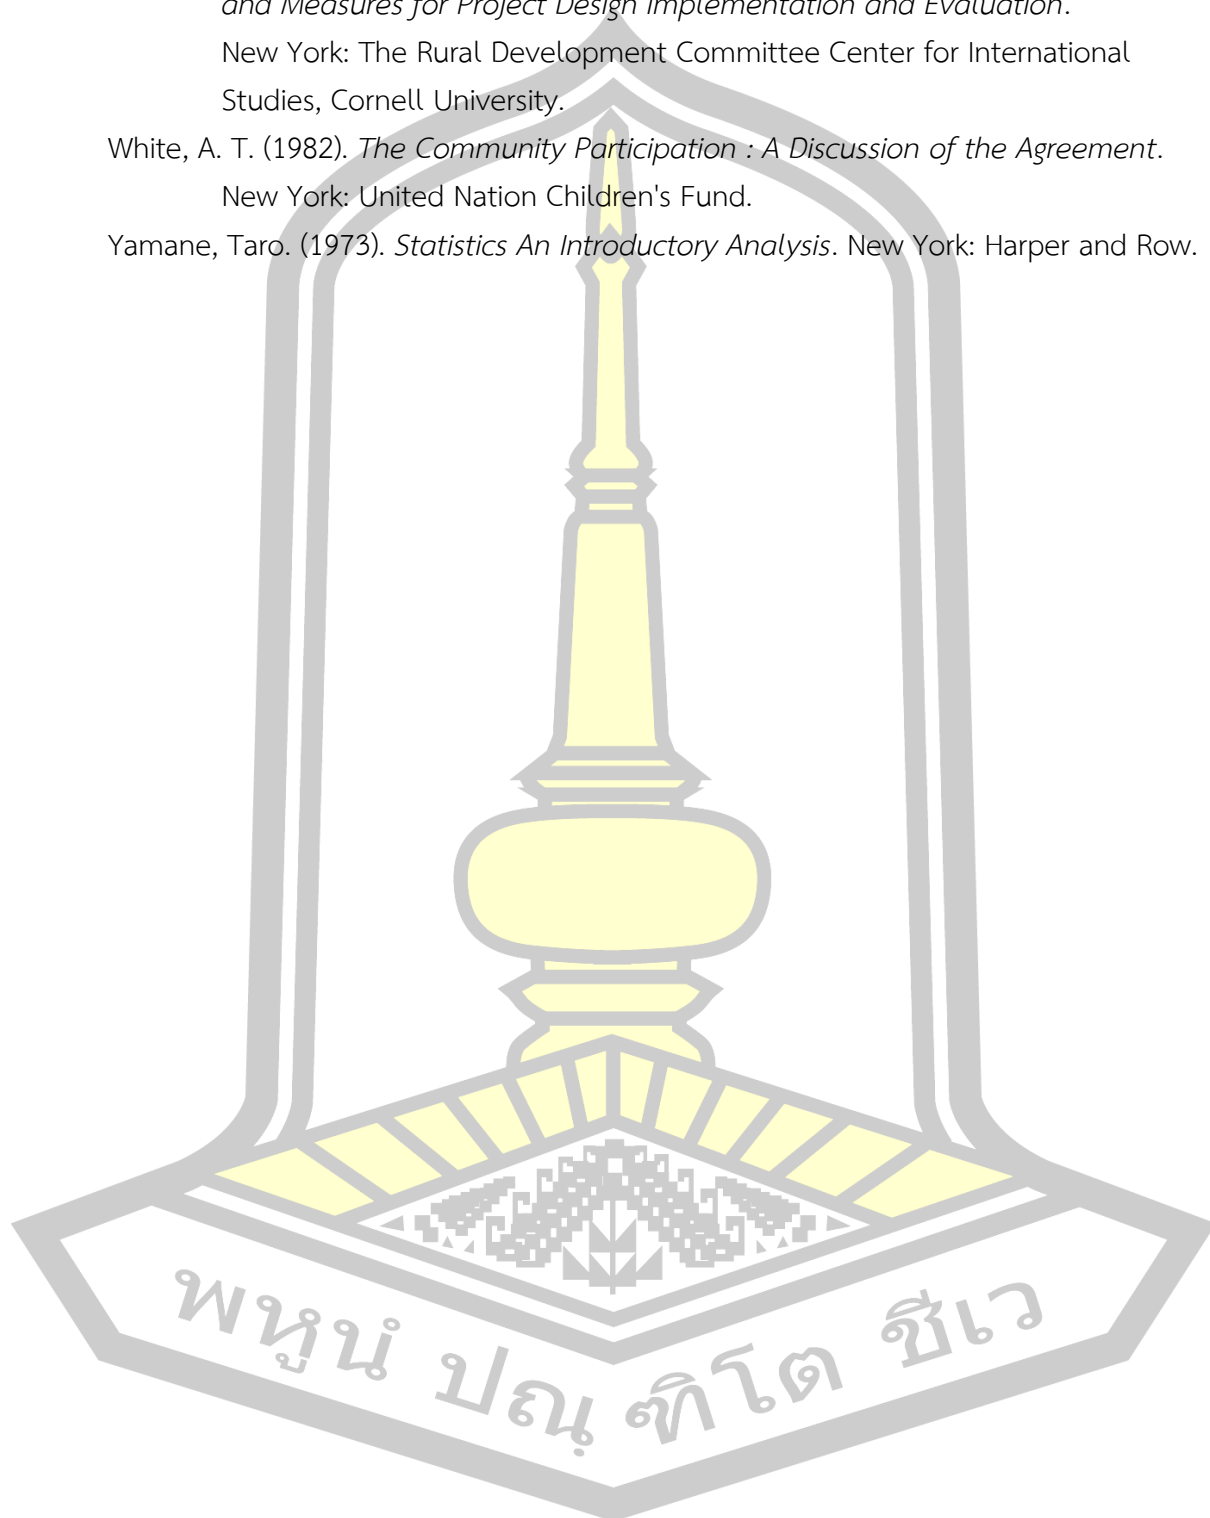 and Measures for Project Design Implementation and Evaluation.
New York: The Rural Development Committee Center for International
Studies, Cornell University.
White, A. T. (1982). The Community Participation : A Discussion of the Agreement.
New York: United Nation Children's Fund.
Yamane, Taro. (1973). Statistics An Introductory Analysis. New York: Harper and Row.
พหูนํ ปณฺฑิโต ชีเว